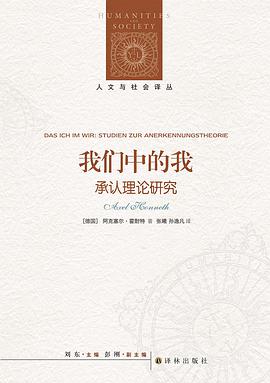 HUMANITIES
AND
SOCIETY
人文与社会译丛
DAS ICH IM WIR: STUDIEN ZUR ANERKENNUNGSTHEORIE
我们中的我
承认理论研究
Axel Honneth
[德国] 阿克塞尔·霍耐特 著 张曦 孙逸凡 译
刘东·主编 彭刚·副主编
译林出版社